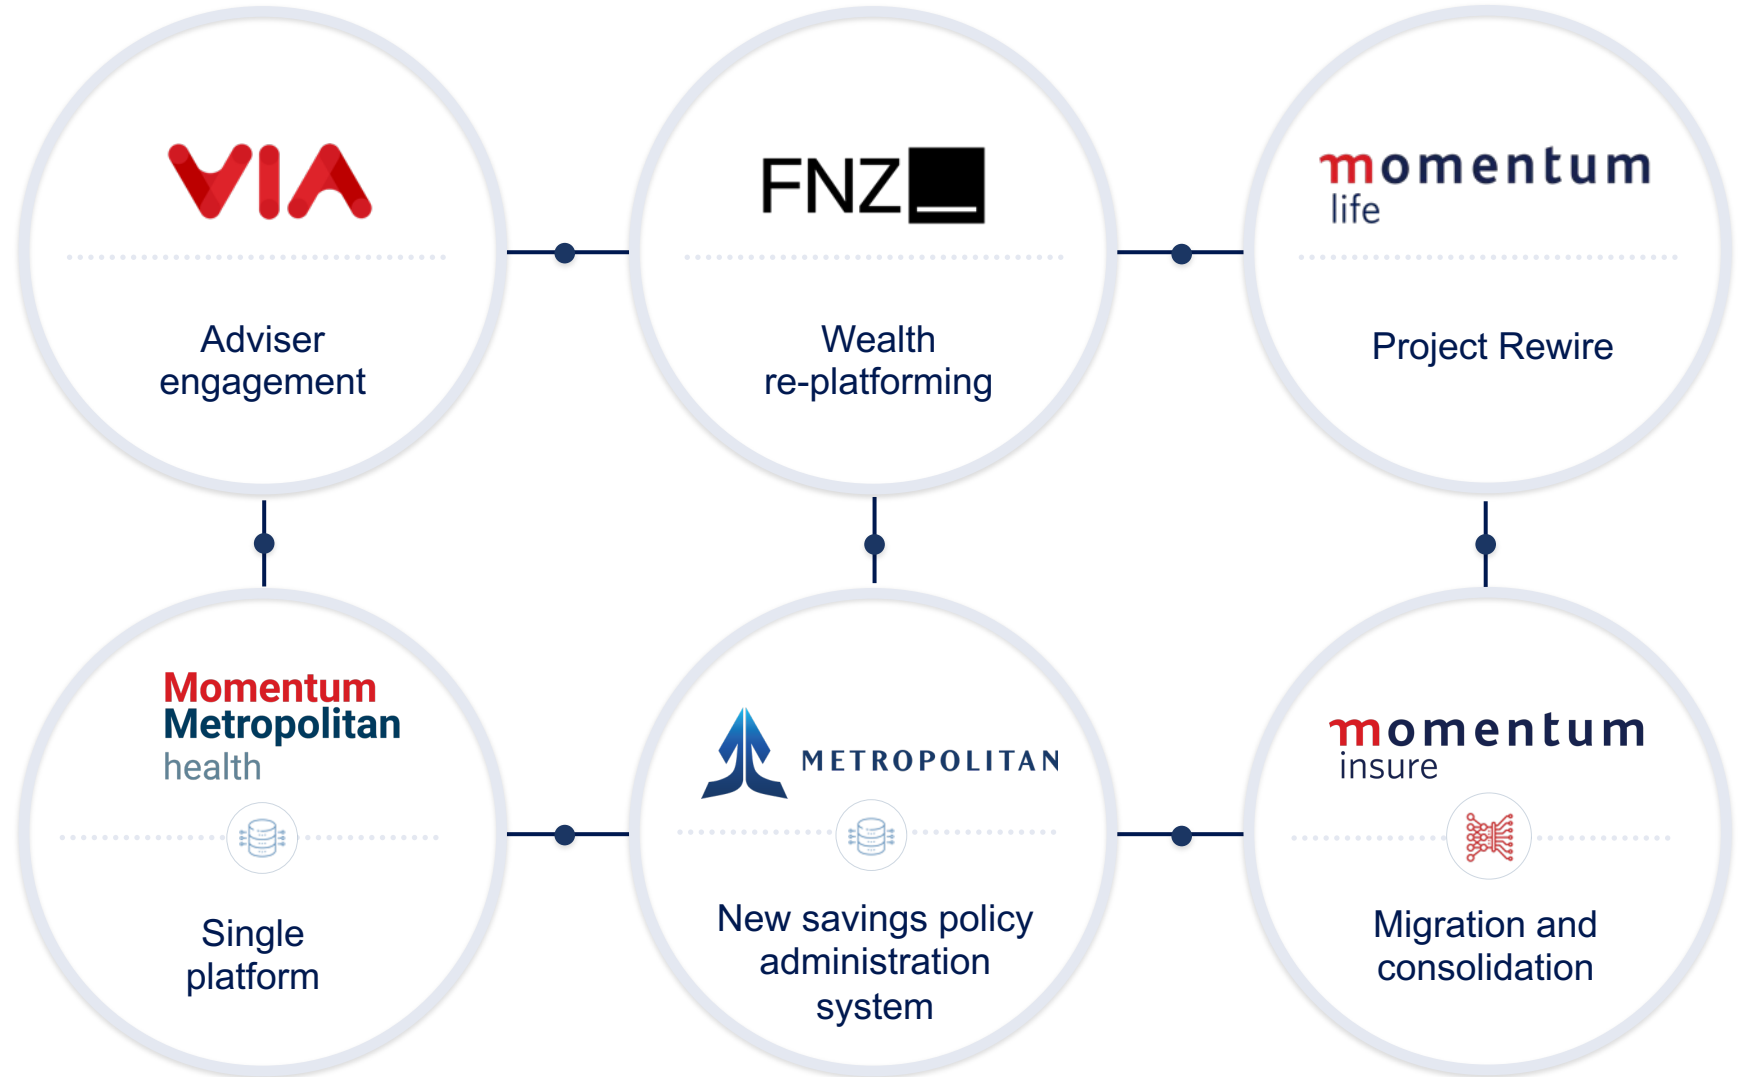 VIA
Adviser
engagement
FNZ
Wealth
re-platforming
momentum
life
Project Rewire
Momentum
Metropolitan
health
Single
platform
METROPOLITAN
New savings policy
administration
system
momentum
insure
Migration and
consolidation